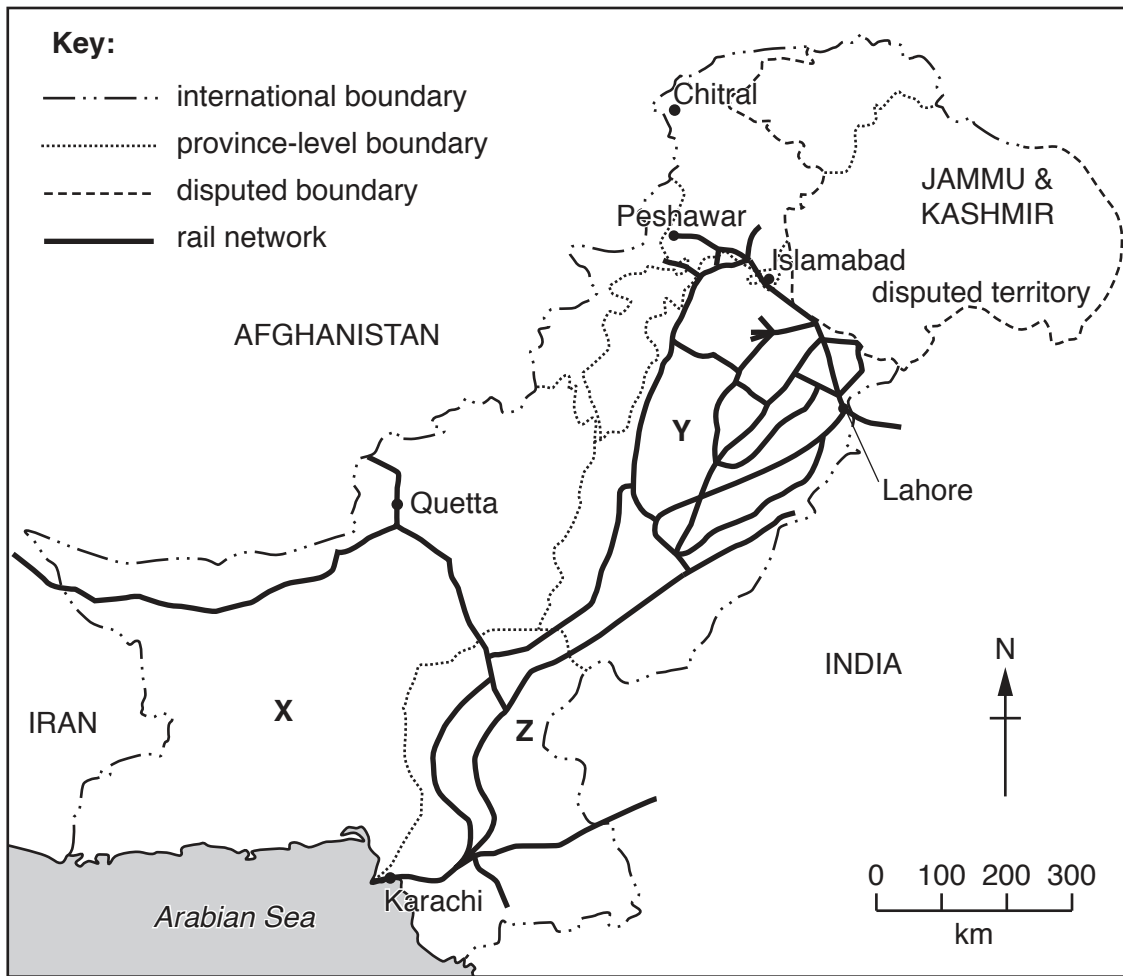 Key:
international boundary
province-level boundary
disputed boundary
rail network
Chitral
JAMMU &
KASHMIR
Peshawar
Islamabad
disputed territory
AFGHANISTAN
Y
Lahore
Quetta
N
INDIA
X
IRAN
Z
0 100 200 300
km
Karachi
Arabian Sea